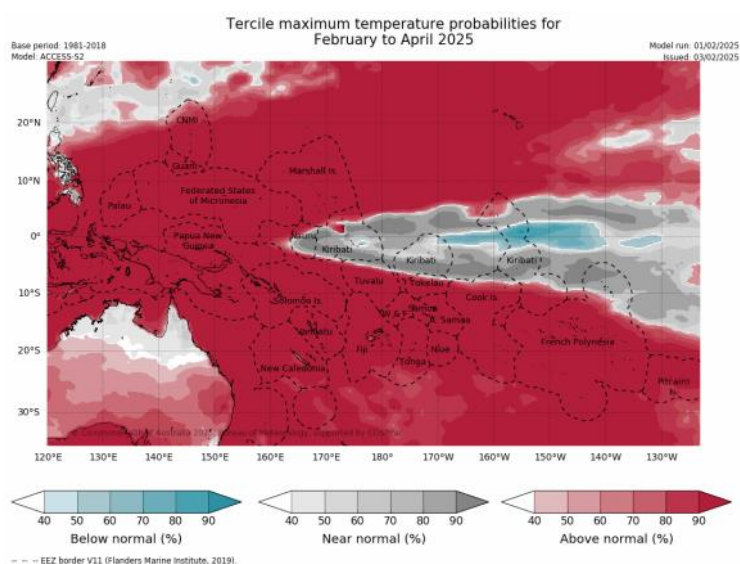 Tercile maximum temperature probabilities for
February to April 2025
Base period: 1981-2018
Model: ACCESS-S2
Model run: 01/02/2025
Issued: 03/02/2025
20°N
10°N
0°
10°S
20°S
30°S
CNMI
Guam
Marshall Is.
Federated States
of Micronesia
Palau
Papua New
Guinea
Nauru
Kiribati
Kiribati
Kiribati
Tuvalu
Tokelau
Solomon Is.
Cook Is.
W & F
Samoa
A. Samoa
Vanuatu
Fiji
Niue
French Polynesia
Tonga
New Caledonia
Pitcairn
120°E
130°E
140°E
150°E
160°E
170°E
180°
170°W
160°W
150°W
140°W
130°W
40 50 60 70 80 90
Below normal (%)
40 50 60 70 80 90
Near normal (%)
40 50 60 70 80 90
Above normal (%)
EEZ border V11 (Flanders Marine Institute, 2019).